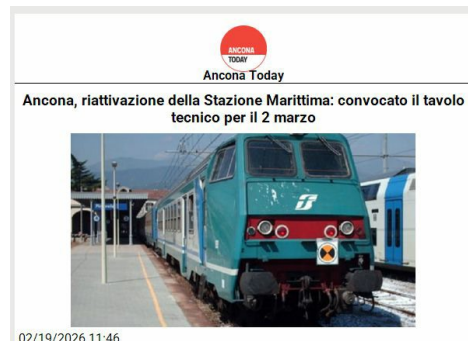 ANCONA
TODAY
Ancona Today
Ancona, riattivazione della Stazione Marittima: convocato il tavolo
tecnico per il 2 marzo
02/19/2026 11:46